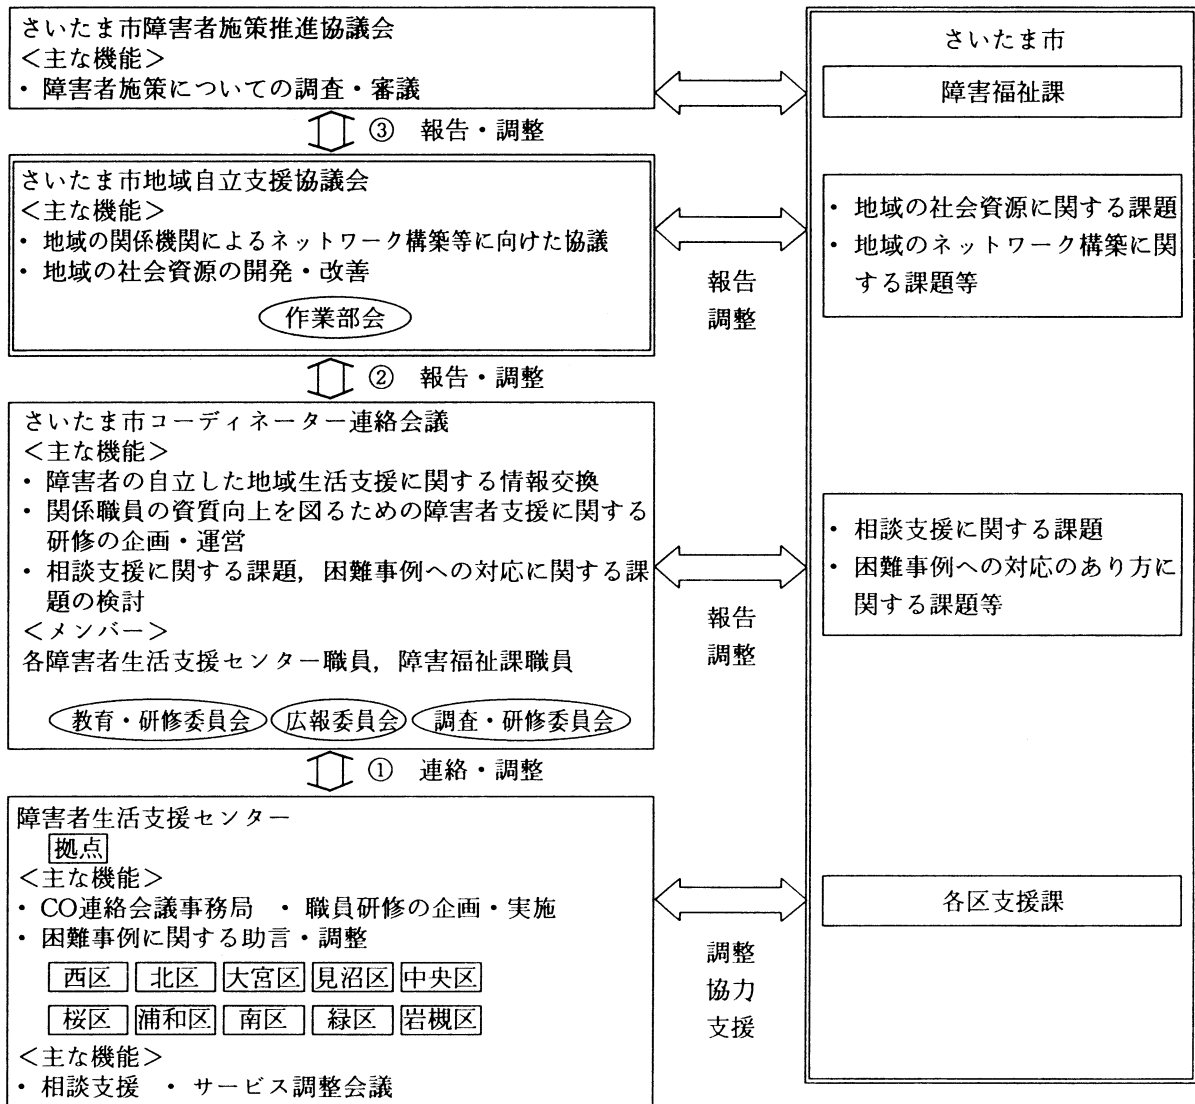 さいたま市障害者施策推進協議会
＜主な機能＞
・ 障害者施策についての調査・審議
③ 報告・調整
さいたま市地域自立支援協議会
＜主な機能＞
・ 地域の関係機関によるネットワーク構築等に向けた協議
・ 地域の社会資源の開発・改善
作業部会
② 報告・調整
さいたま市コーディネーター連絡会議
＜主な機能＞
・ 障害者の自立した地域生活支援に関する情報交換
・ 関係職員の資質向上を図るための障害者支援に関する
研修の企画・運営
・ 相談支援に関する課題，困難事例への対応に関する課
題の検討
＜メンバー＞
各障害者生活支援センター職員，障害福祉課職員
教育・研修委員会 広報委員会 調査・研修委員会
① 連絡・調整
障害者生活支援センター
拠点
＜主な機能＞
・ CO連絡会議事務局 ・ 職員研修の企画・実施
・ 困難事例に関する助言・調整
西区 北区 大宮区 見沼区 中央区
桜区 浦和区 南区 緑区 岩槻区
＜主な機能＞
・ 相談支援 ・ サービス調整会議
報告
調整
報告
調整
調整
協力
支援
さいたま市
障害福祉課
・ 地域の社会資源に関する課題
・ 地域のネットワーク構築に関
する課題等
・ 相談支援に関する課題
・ 困難事例への対応のあり方に
関する課題等
各区支援課